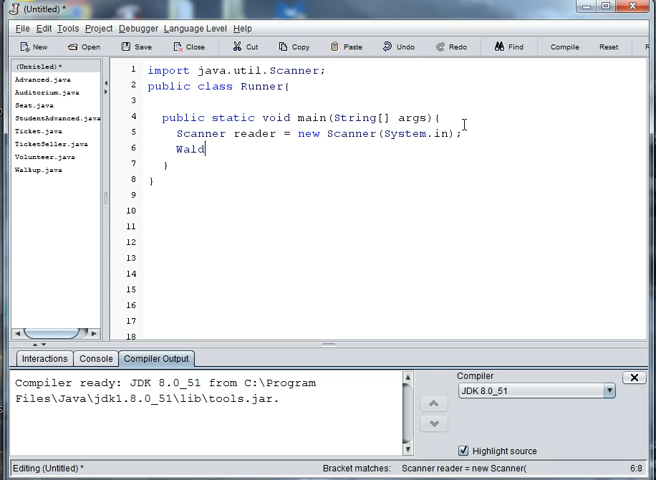 (Untitled) *
File Edit Tools Project Debugger Language Level Help
New Open Save Close Cut Copy Paste Undo Redo Find Compile Reset R
(Untitled) *
Advanced.java
Auditorium.java
Seat.java
StudentAdvanced.java
Ticket.java
TicketSeller.java
Volunteer.java
Walkup.java
1 import java.util.Scanner;
2 public class Runner{
3
4 public static void main(String[] args){
5 Scanner reader = new Scanner(System.in);
6 Wald
7 }
8 }
9
10
11
12
13
14
15
16
17
18
Interactions Console Compiler Output
Compiler ready: JDK 8.0_51 from C:\Program
Files\Java\jdk1.8.0_51\lib\tools.jar.
Compiler
JDK 8.0_51
Highlight source
Editing (Untitled) * Bracket matches: Scanner reader = new Scanner( 6:8